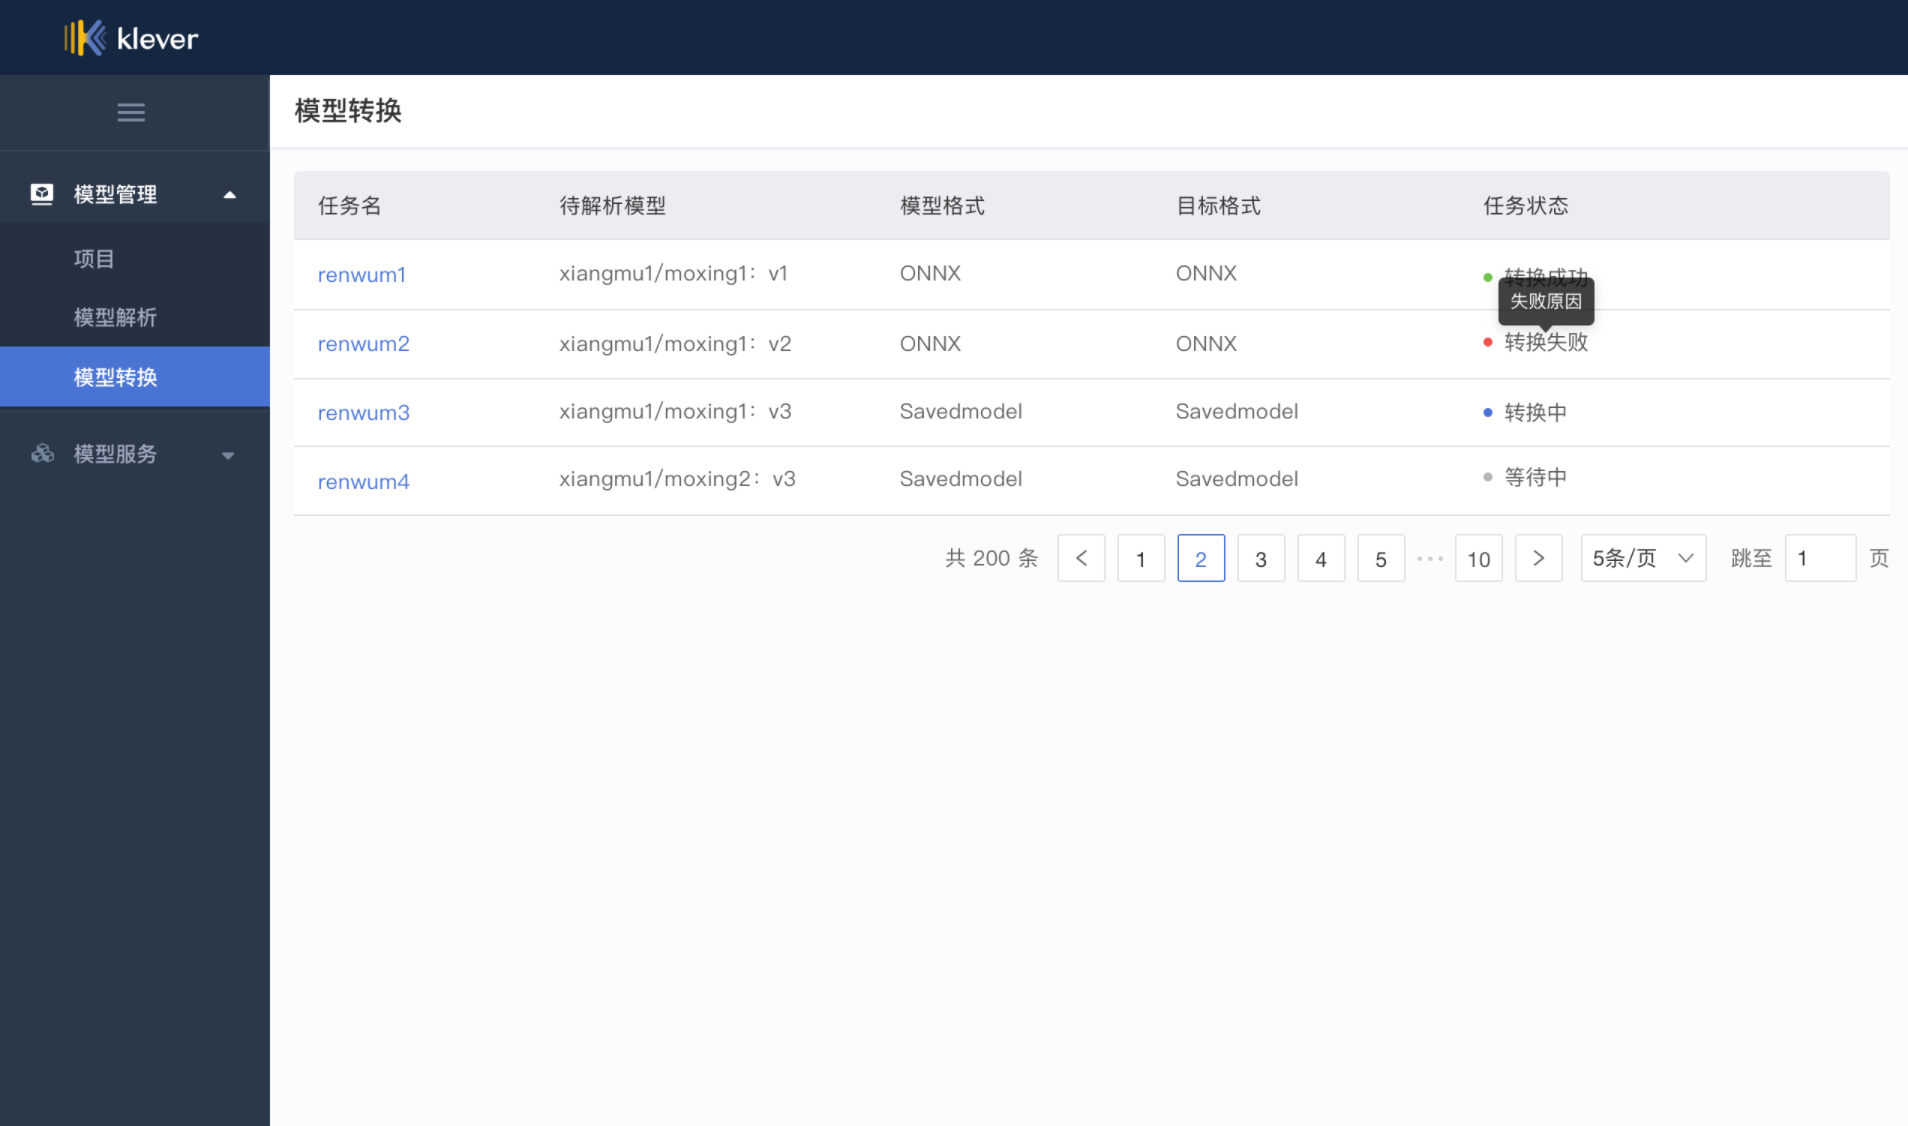 klever
模型转换
模型管理
项目
模型解析
模型转换
模型服务
任务名 待解析模型 模型格式 目标格式 任务状态
renwum1 xiangmu1/moxing1：v1 ONNX ONNX 转换成功
失败原因
renwum2 xiangmu1/moxing1：v2 ONNX ONNX 转换失败
renwum3 xiangmu1/moxing1：v3 Savedmodel Savedmodel 转换中
renwum4 xiangmu1/moxing2：v3 Savedmodel Savedmodel 等待中
共 200 条 < 1 2 3 4 5 ··· 10 > 5条/页 跳至 1 页